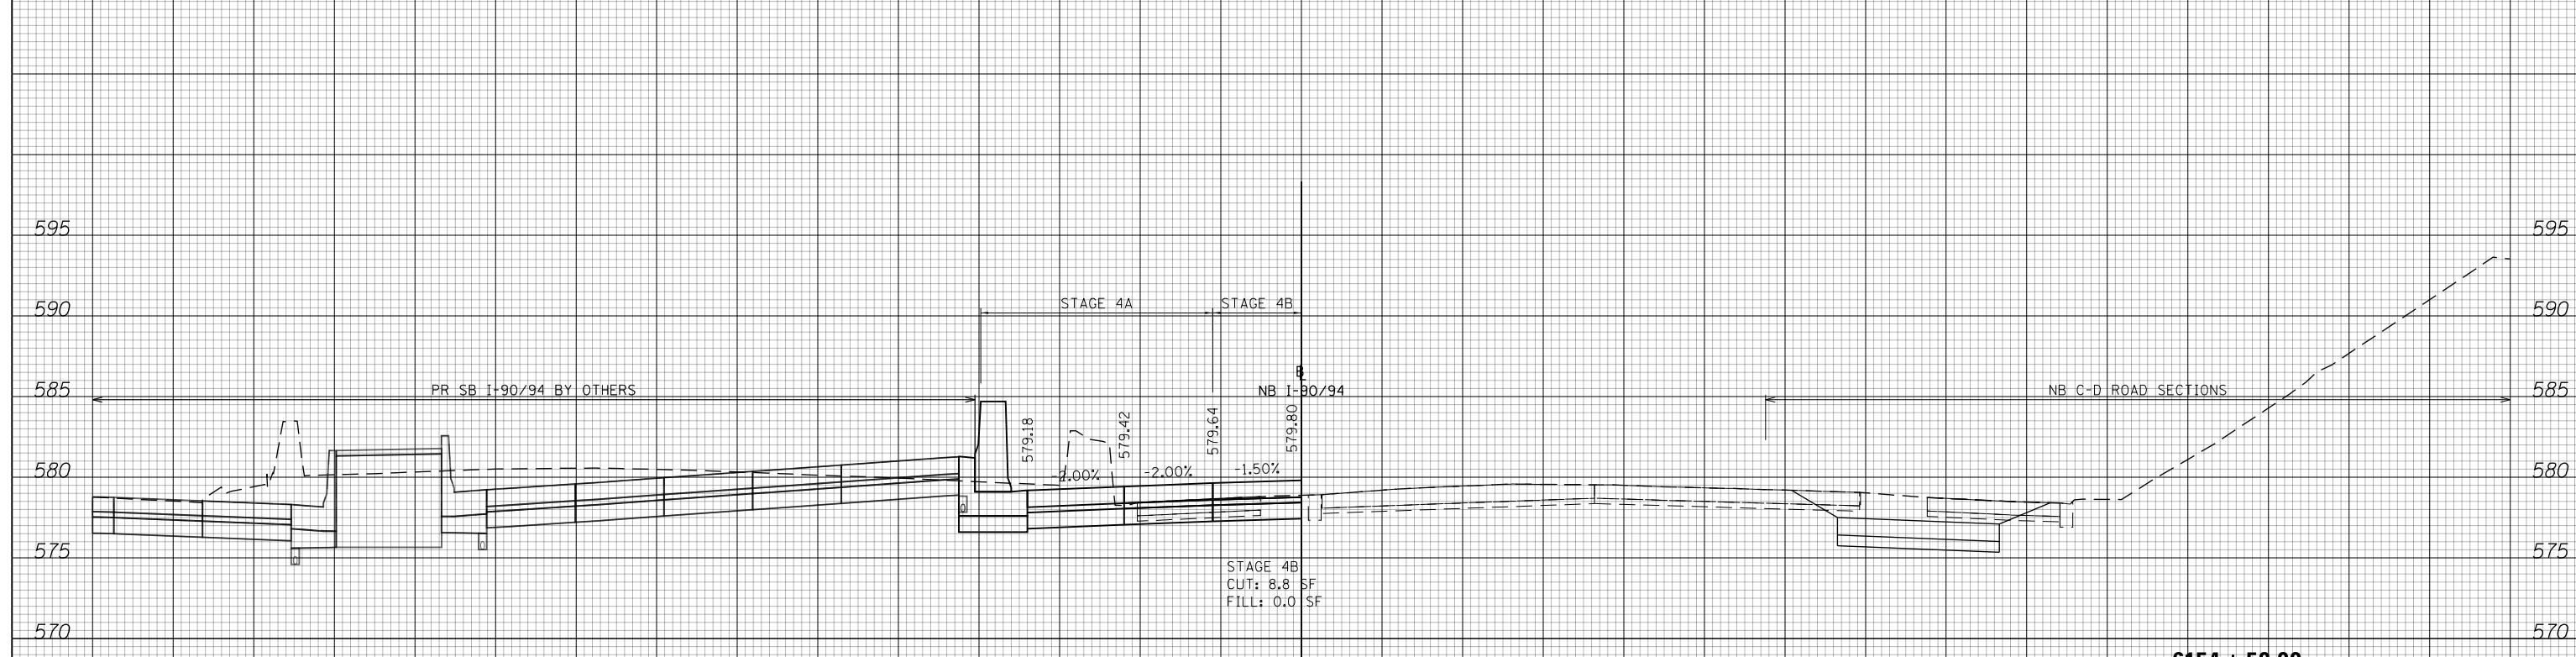 595 595
590 590
STAGE 4A STAGE 4B
585 585
PR SB I-90/94 BY OTHERS
NB I-90/94
NB C-D ROAD SECTIONS
579.18
579.42
579.64
579.80
580 580
-2.00% -2.00% -1.50%
575 575
STAGE 4B
CUT: 8.8 SF
FILL: 0.0 SF
570 570